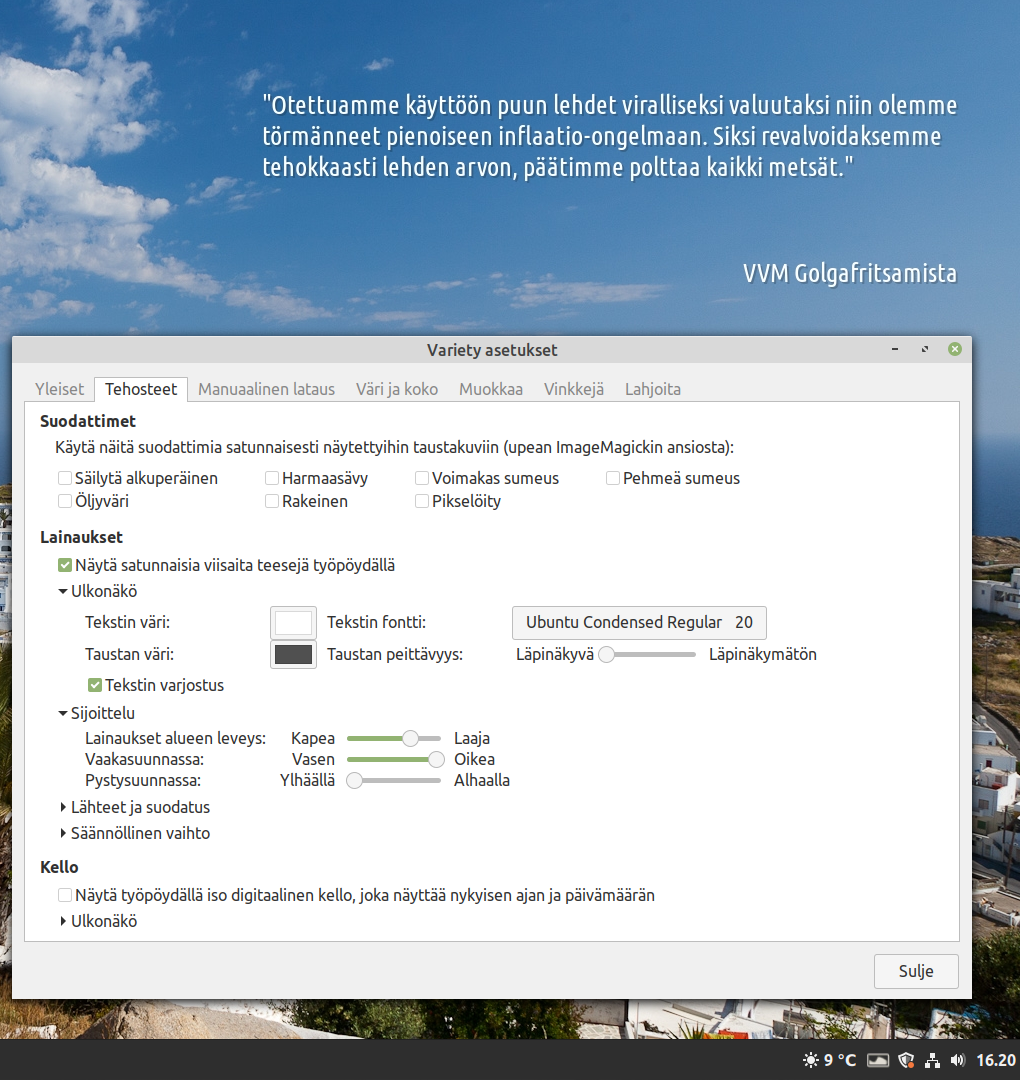 "Otettuamme käyttöön puun lehdet viralliseksi valuutaksi niin olemme
törmänneet pienoiseen inflaatio-ongelmaan. Siksi revalvoidaksemme
tehokkaasti lehden arvon, päätimme polttaa kaikki metsät."
VVM Golgafritsamista
Variety asetukset
Yleiset Tehosteet Manuaalinen lataus Väri ja koko Muokkaa Vinkkejä Lahjoita
Suodattimet
Käytä näitä suodattimia satunnaisesti näytettyihin taustakuviin (upean ImageMagickin ansiosta):
Säilytä alkuperäinen Harmaasävy Voimakas sumeus Pehmeä sumeus
Öljyväri Rakeinen Pikselöity
Lainaukset
Näytä satunnaisia viisaita teesejä työpöydällä
Ulkonäkö
Tekstin väri: Tekstin fontti: Ubuntu Condensed Regular 20
Taustan väri: Taustan peittävyys: Läpinäkyvä Läpinäkymätön
Tekstin varjostus
Sijoittelu
Lainaukset alueen leveys: Kapea Laaja
Vaakasuunnassa: Vasen Oikea
Pystysuunnassa: Ylhäällä Alhaalla
Lähteet ja suodatus
Säännöllinen vaihto
Kello
Näytä työpöydällä iso digitaalinen kello, joka näyttää nykyisen ajan ja päivämäärän
Ulkonäkö
Sulje
9 °C 16.20